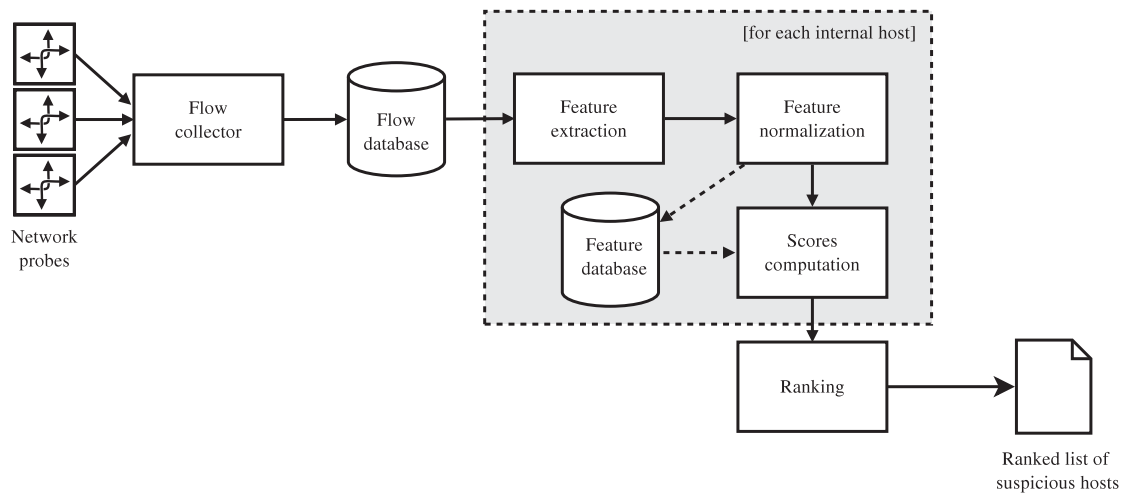 [for each internal host]
Flow
collector
Flow
database
Feature
extraction
Feature
normalization
Network
probes
Feature
database
Scores
computation
Ranking
Ranked list of
suspicious hosts